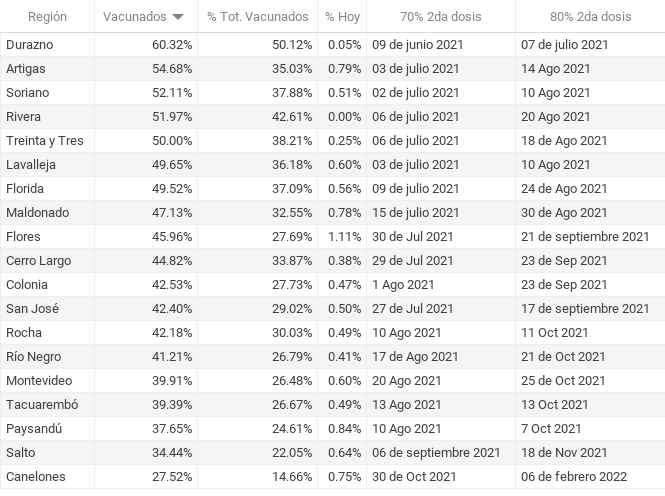 Región Vacunados % Tot. Vacunados % Hoy 70% 2da dosis 80% 2da dosis
Durazno 60.32% 50.12% 0.05% 09 de junio 2021 07 de julio 2021
Artigas 54.68% 35.03% 0.79% 03 de julio 2021 14 Ago 2021
Soriano 52.11% 37.88% 0.51% 02 de julio 2021 10 Ago 2021
Rivera 51.97% 42.61% 0.00% 06 de julio 2021 20 Ago 2021
Treinta y Tres 50.00% 38.21% 0.25% 06 de julio 2021 18 de Ago 2021
Lavalleja 49.65% 36.18% 0.60% 03 de julio 2021 10 Ago 2021
Florida 49.52% 37.09% 0.56% 09 de julio 2021 24 de Ago 2021
Maldonado 47.13% 32.55% 0.78% 15 de julio 2021 30 de Ago 2021
Flores 45.96% 27.69% 1.11% 30 de Jul 2021 21 de septiembre 2021
Cerro Largo 44.82% 33.87% 0.38% 29 de Jul 2021 23 de Sep 2021
Colonia 42.53% 27.73% 0.47% 1 Ago 2021 23 de Sep 2021
San José 42.40% 29.02% 0.50% 27 de Jul 2021 17 de septiembre 2021
Rocha 42.18% 30.03% 0.49% 10 Ago 2021 11 Oct 2021
Río Negro 41.21% 26.79% 0.41% 17 de Ago 2021 21 de Oct 2021
Montevideo 39.91% 26.48% 0.60% 20 Ago 2021 25 de Oct 2021
Tacuarembó 39.39% 26.67% 0.49% 13 Ago 2021 13 Oct 2021
Paysandú 37.65% 24.61% 0.84% 10 Ago 2021 7 Oct 2021
Salto 34.44% 22.05% 0.64% 06 de septiembre 2021 18 de Nov 2021
Canelones 27.52% 14.66% 0.75% 30 de Oct 2021 06 de febrero 2022